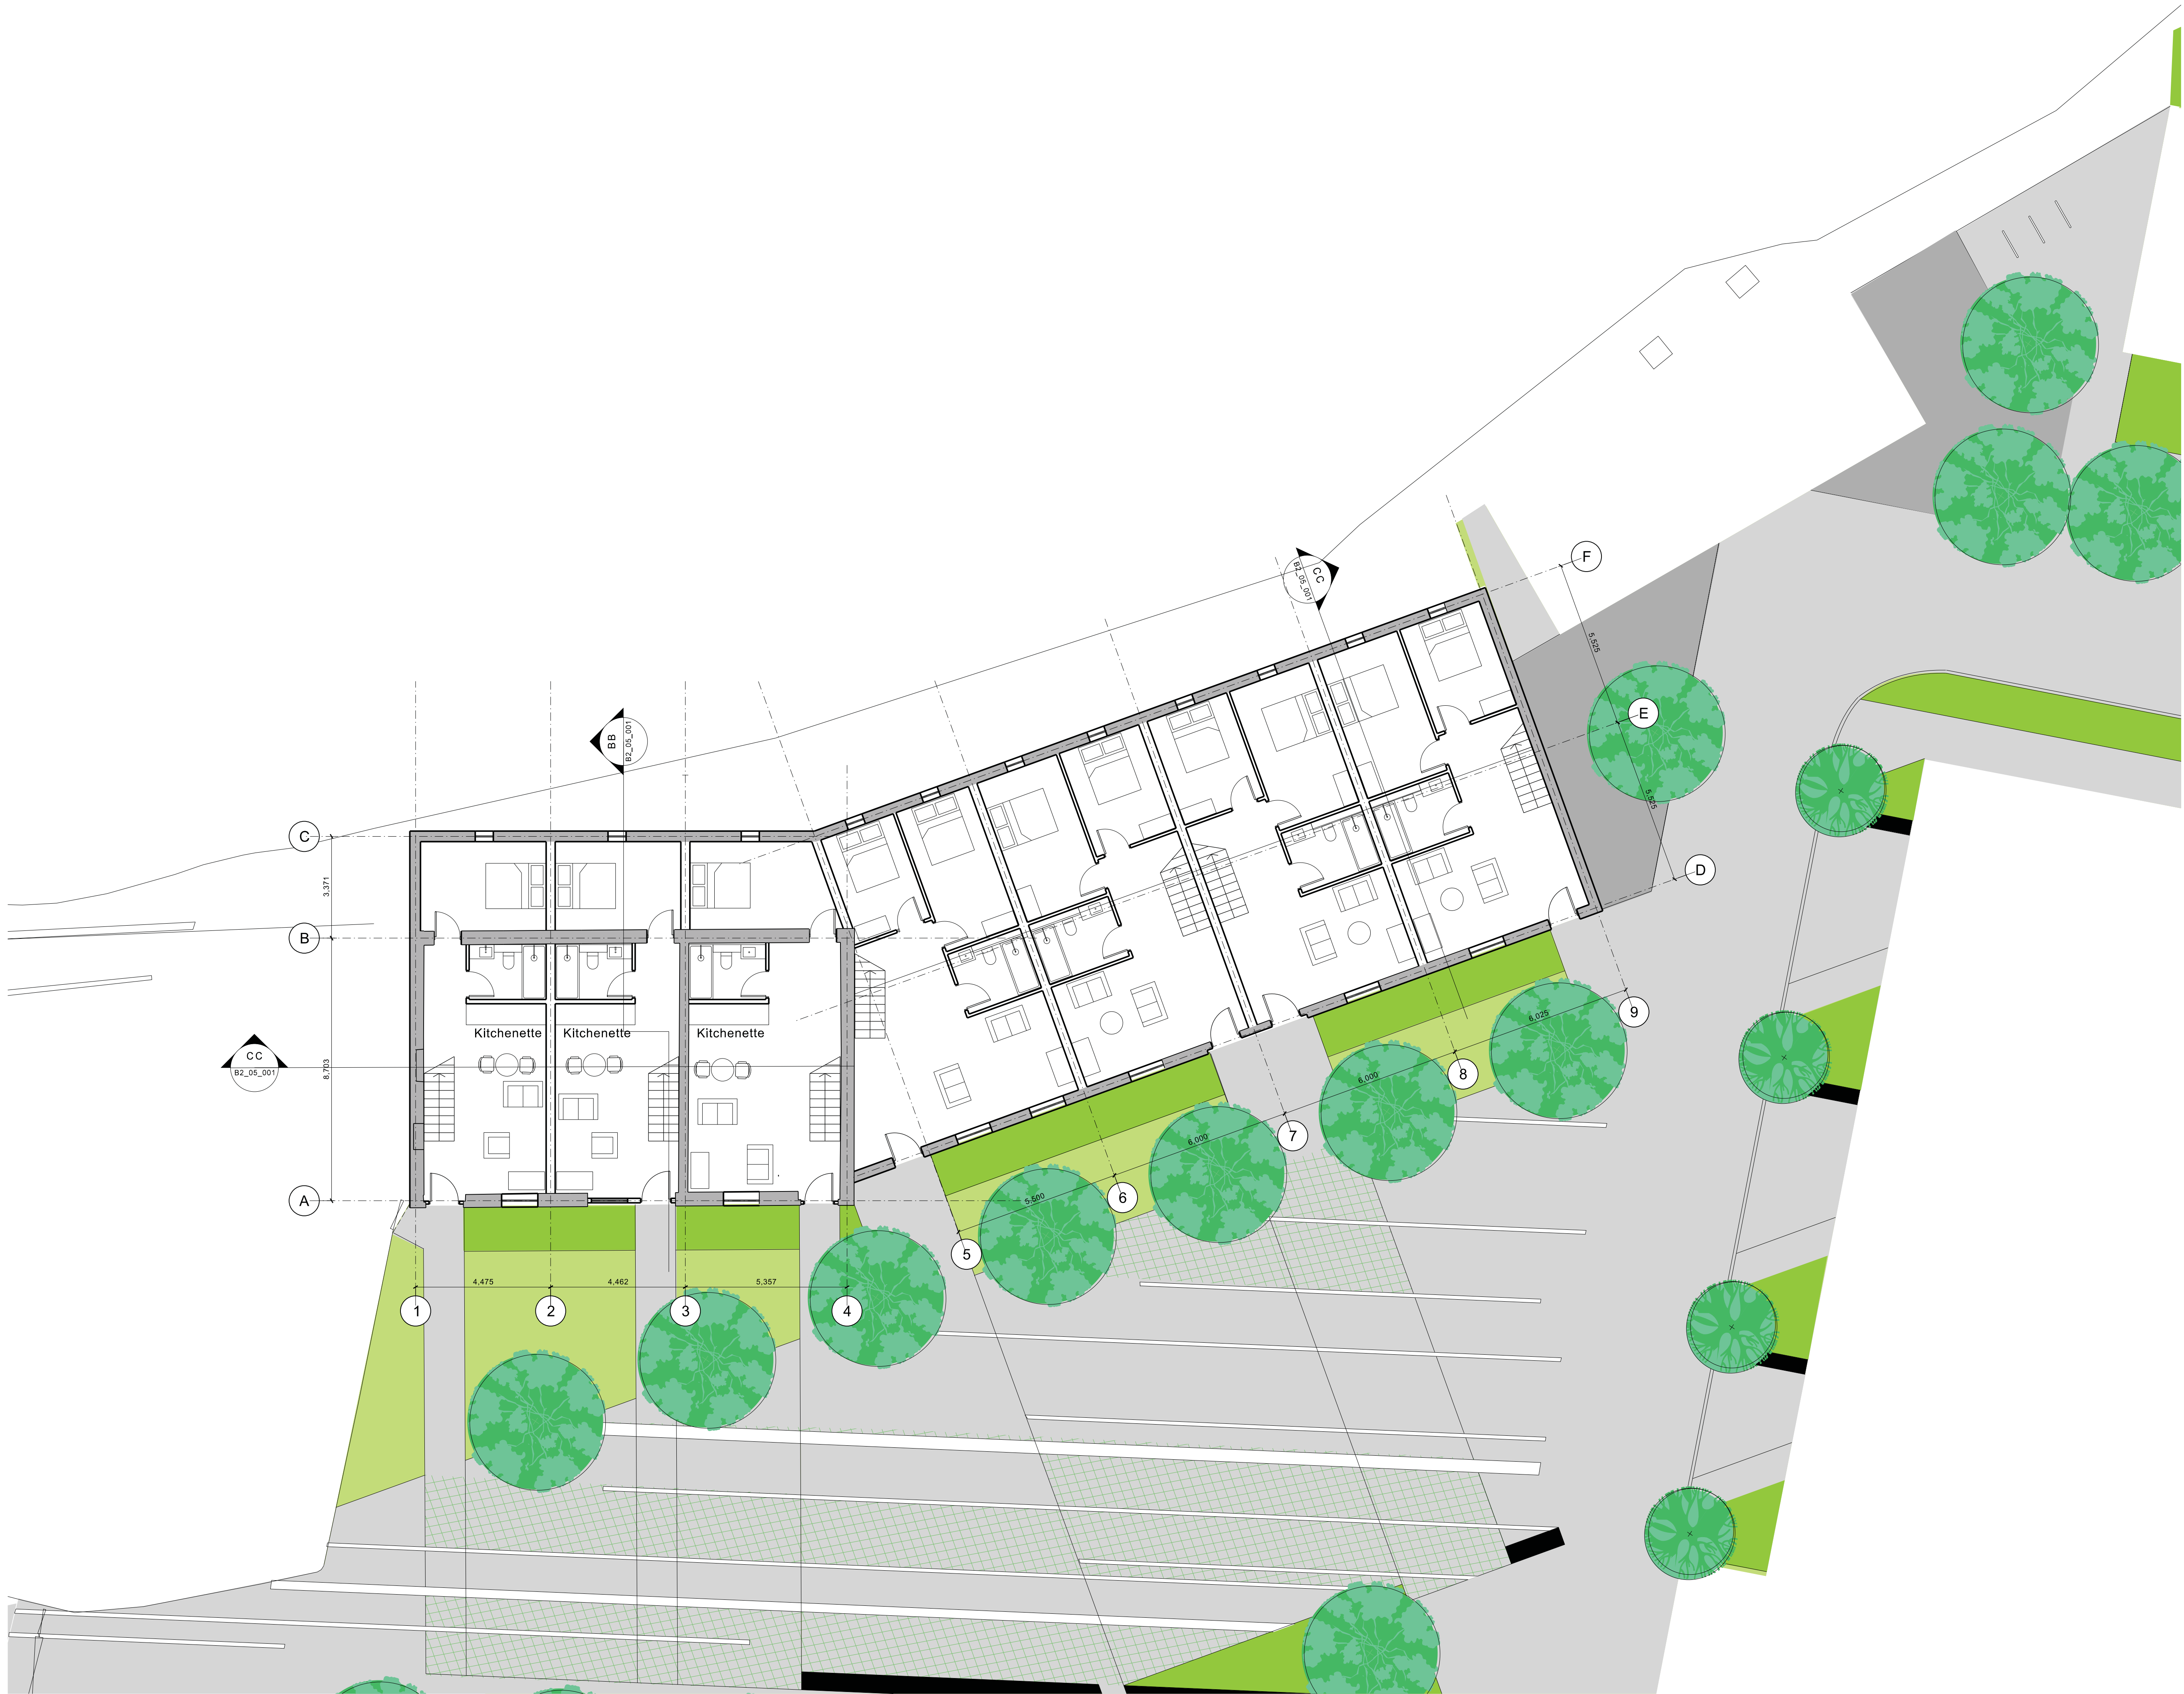 F
CC
B2_05_001
5,525
E
BB
B2_05_001
5,525
C
D
3,371
B
9
6,025
Kitchenette
Kitchenette
Kitchenette
CC
B2_05_001
8,703
8
6,000
7
6,000
6
5,500
A
5
4,475
4,462
5,357
1
2
3
4